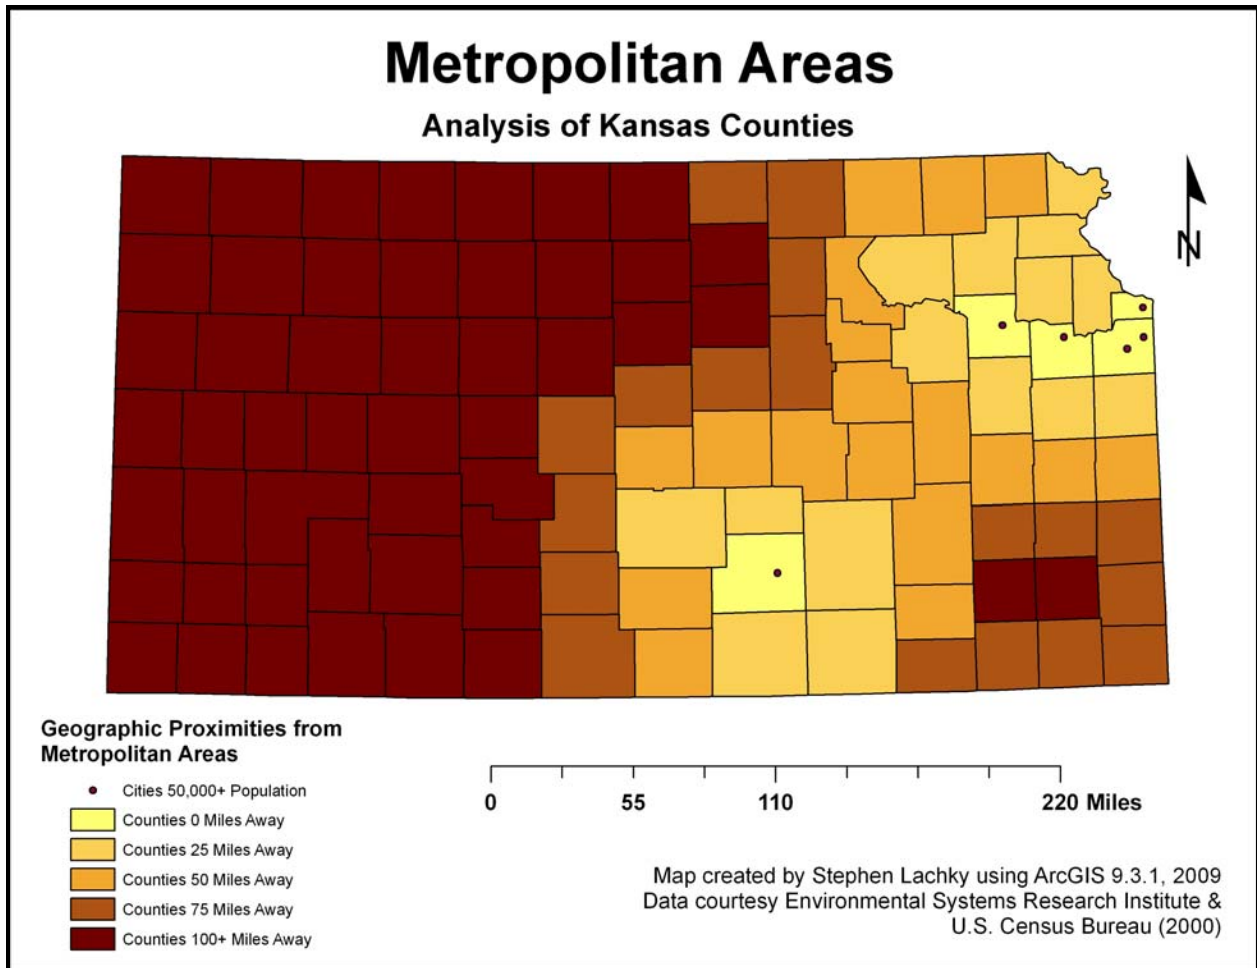 Metropolitan Areas
Analysis of Kansas Counties
N
Geographic Proximities from
Metropolitan Areas
Cities 50,000+ Population
Counties 0 Miles Away
Counties 25 Miles Away
Counties 50 Miles Away
Counties 75 Miles Away
Counties 100+ Miles Away
0 55 110 220 Miles
Map created by Stephen Lachky using ArcGIS 9.3.1, 2009
Data courtesy Environmental Systems Research Institute &
U.S. Census Bureau (2000)